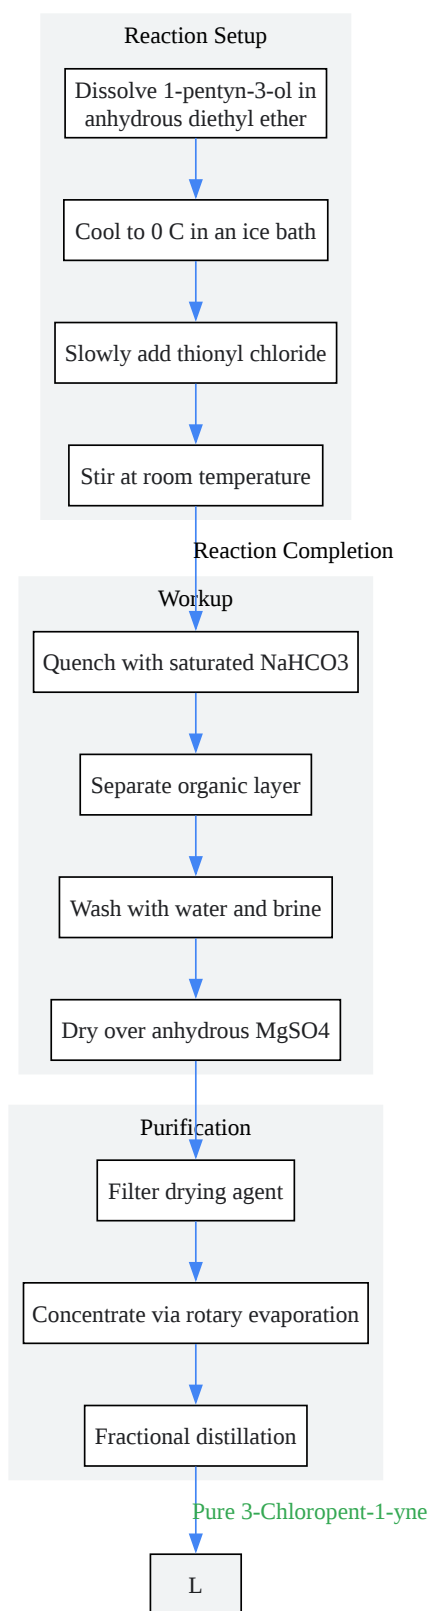 Reaction Setup
Dissolve 1-pentyn-3-ol in
anhydrous diethyl ether
Cool to 0 C in an ice bath
Slowly add thionyl chloride
Stir at room temperature
Reaction Completion
Workup
Quench with saturated NaHCO3
Separate organic layer
Wash with water and brine
Dry over anhydrous MgSO4
Purification
Filter drying agent
Concentrate via rotary evaporation
Fractional distillation
Pure 3-Chloropent-1-yne
L